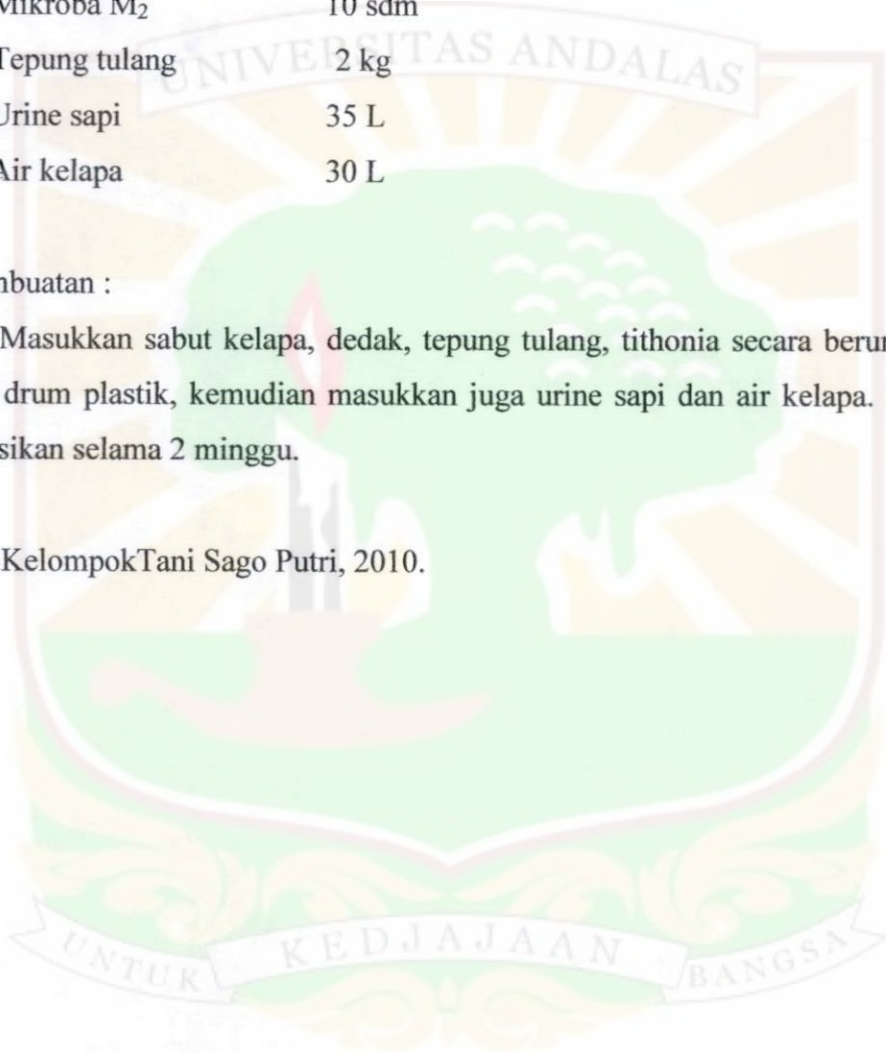 Mikroba M₂ 10 sdm
UNIVERSITAS ANDALAS
Tepung tulang 2 kg
Urine sapi 35 L
Air kelapa 30 L
nbuatan :
Masukkan sabut kelapa, dedak, tepung tulang, tithonia secara berur
drum plastik, kemudian masukkan juga urine sapi dan air kelapa.
sikan selama 2 minggu.
KelompokTani Sago Putri, 2010.
UNTUK KEDJAJAAN BANGSA